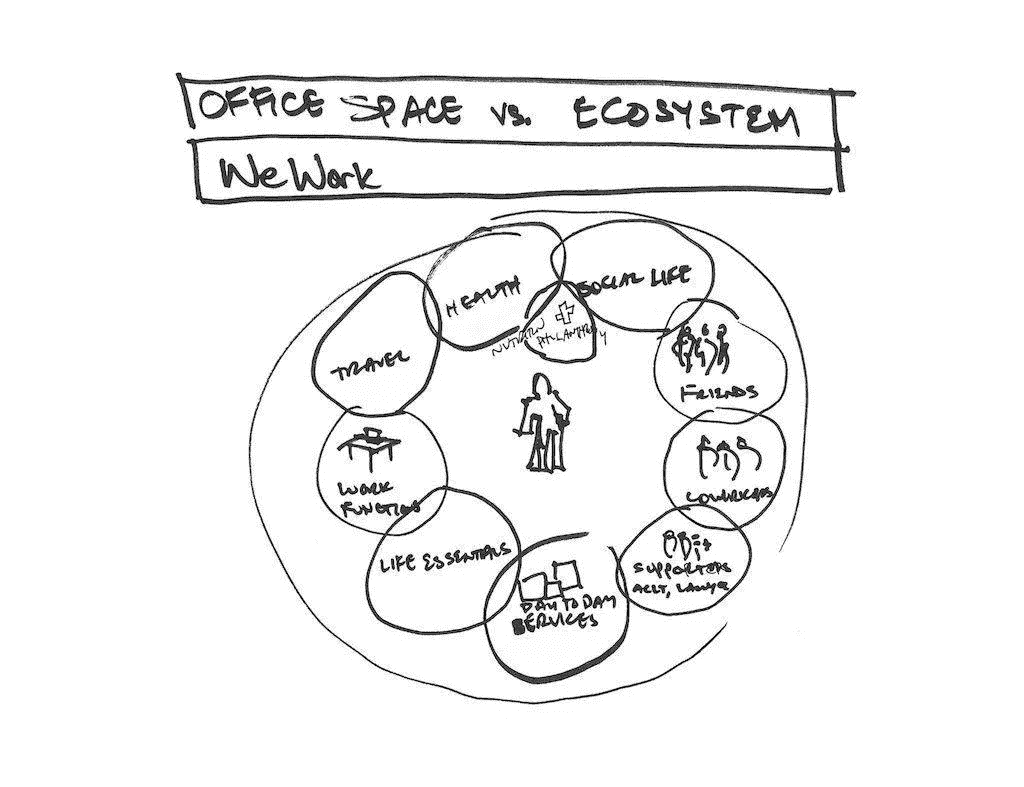 OFFICE SPACE vs. ECOSYSTEM
WeWork
HEALTH
SOCIAL LIFE
NUTRITION
PHILANTHROPY
TRAVEL
FRIENDS
WORK
FUNCTION
COWORKERS
LIFE ESSENTIALS
SUPPORTERS
ACCT, LAWYER
DAY TO DAY
SERVICES